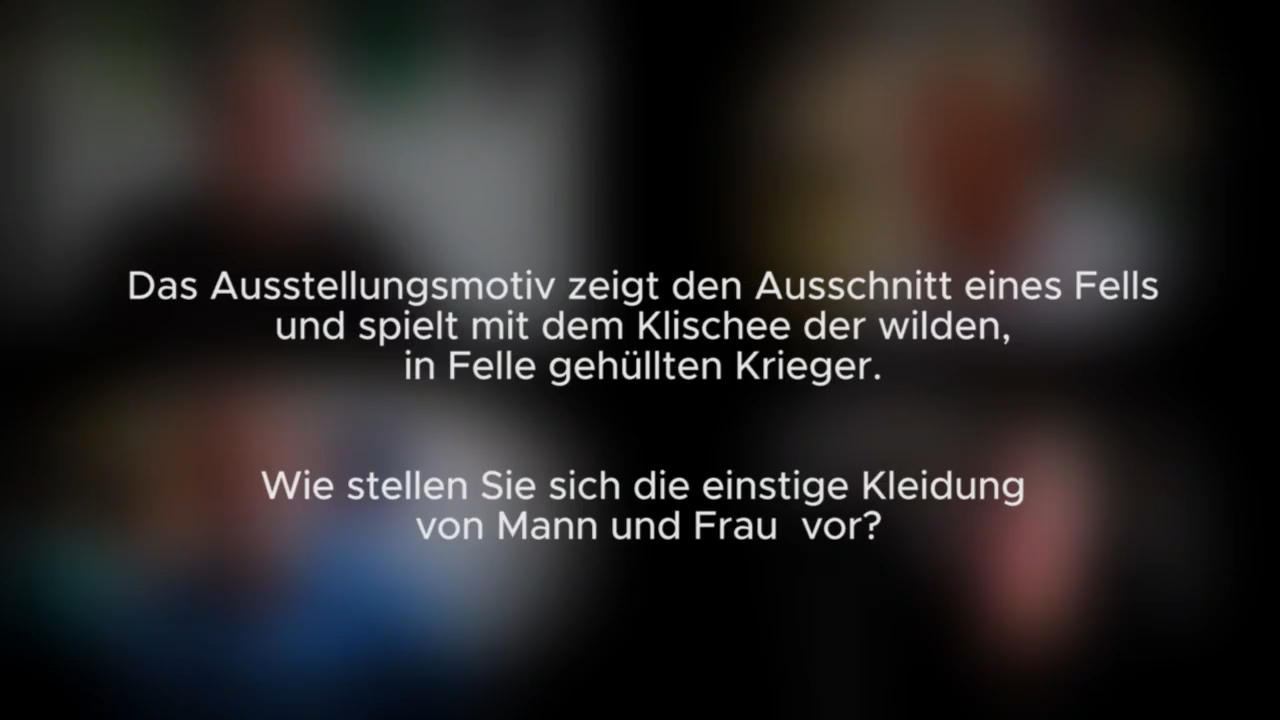 Das Ausstellungsmotiv zeigt den Ausschnitt eines Fells
und spielt mit dem Klischee der wilden,
in Felle gehüllten Krieger.
Wie stellen Sie sich die einstige Kleidung
von Mann und Frau  vor?